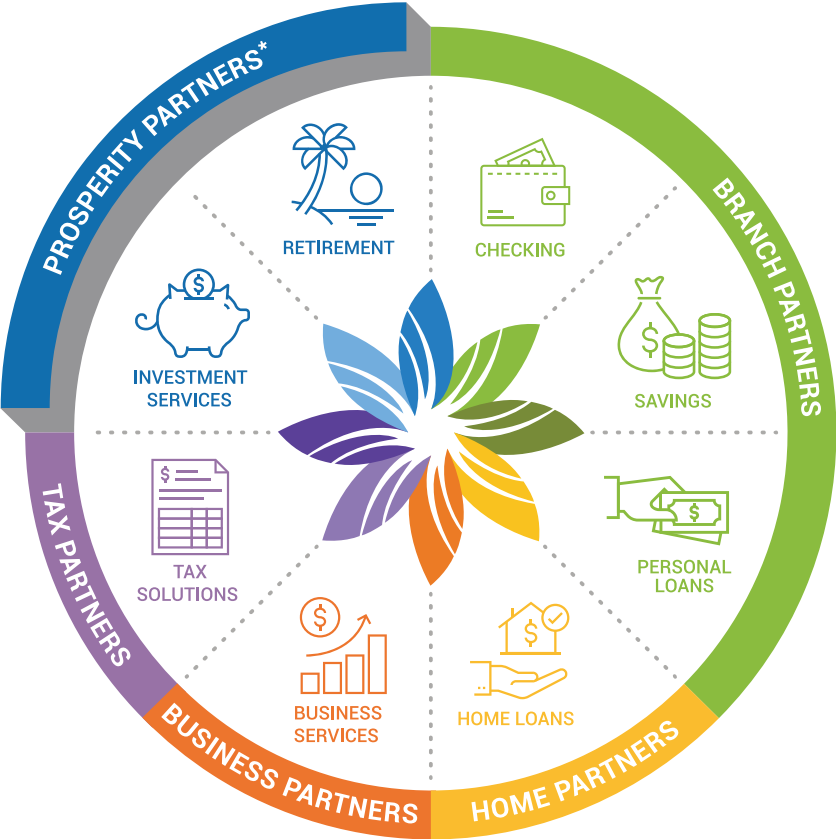 PROSPERITY PARTNERS*
BRANCH PARTNERS
HOME PARTNERS
BUSINESS PARTNERS
TAX PARTNERS
RETIREMENT
CHECKING
$
INVESTMENT
SERVICES
$
SAVINGS
$
PERSONAL
LOANS
$
TAX
SOLUTIONS
$
BUSINESS
SERVICES
$
HOME LOANS